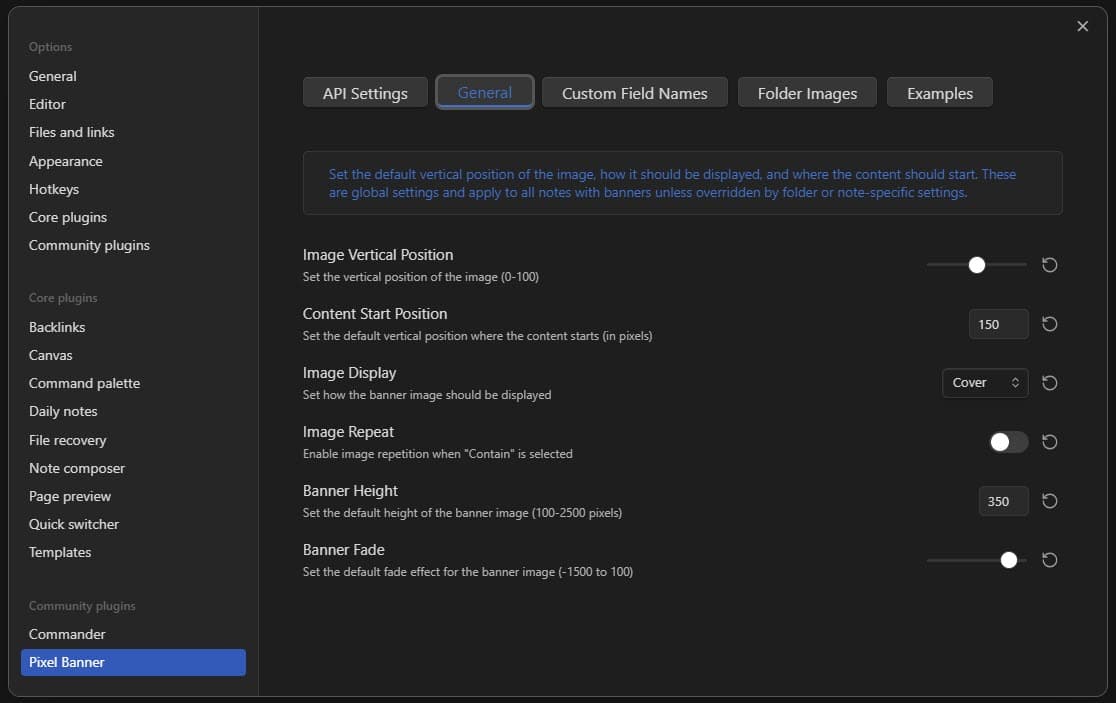 Options
General
Editor
Files and links
Appearance
Hotkeys
Core plugins
Community plugins
Core plugins
Backlinks
Canvas
Command palette
Daily notes
File recovery
Note composer
Page preview
Quick switcher
Templates
Community plugins
Commander
Pixel Banner
API Settings General Custom Field Names Folder Images Examples
Set the default vertical position of the image, how it should be displayed, and where the content should start. These
are global settings and apply to all notes with banners unless overridden by folder or note-specific settings.
Image Vertical Position
Set the vertical position of the image (0-100)
Content Start Position
Set the default vertical position where the content starts (in pixels)
150
Image Display
Set how the banner image should be displayed
Cover
Image Repeat
Enable image repetition when "Contain" is selected
Banner Height
Set the default height of the banner image (100-2500 pixels)
350
Banner Fade
Set the default fade effect for the banner image (-1500 to 100)